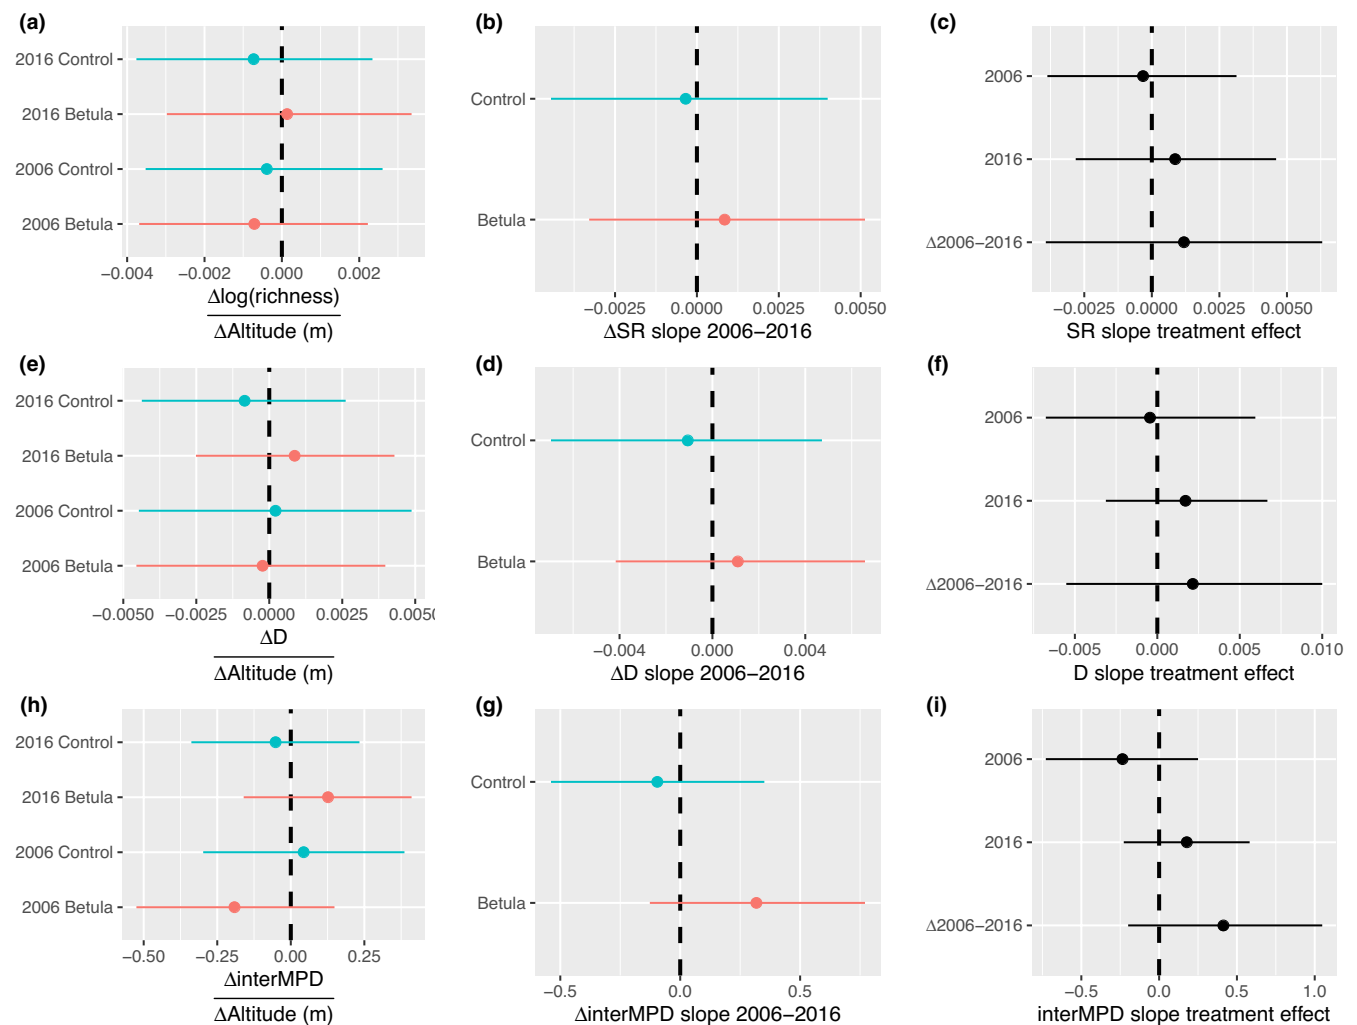 (a)
2016 Control
2016 Betula
2006 Control
2006 Betula
−0.004 −0.002 0.000 0.002
Δlog(richness)
ΔAltitude (m)
(b)
Control
Betula
−0.0025 0.0000 0.0025 0.0050
ΔSR slope 2006−2016
(c)
2006
2016
Δ2006−2016
−0.0025 0.0000 0.0025 0.0050
SR slope treatment effect
(e)
2016 Control
2016 Betula
2006 Control
2006 Betula
−0.0050 −0.0025 0.0000 0.0025 0.0050
ΔD
ΔAltitude (m)
(d)
Control
Betula
−0.004 0.000 0.004
ΔD slope 2006−2016
(f)
2006
2016
Δ2006−2016
−0.005 0.000 0.005 0.010
D slope treatment effect
(h)
2016 Control
2016 Betula
2006 Control
2006 Betula
−0.50 −0.25 0.00 0.25
ΔinterMPD
ΔAltitude (m)
(g)
Control
Betula
−0.5 0.0 0.5
ΔinterMPD slope 2006−2016
(i)
2006
2016
Δ2006−2016
−0.5 0.0 0.5 1.0
interMPD slope treatment effect